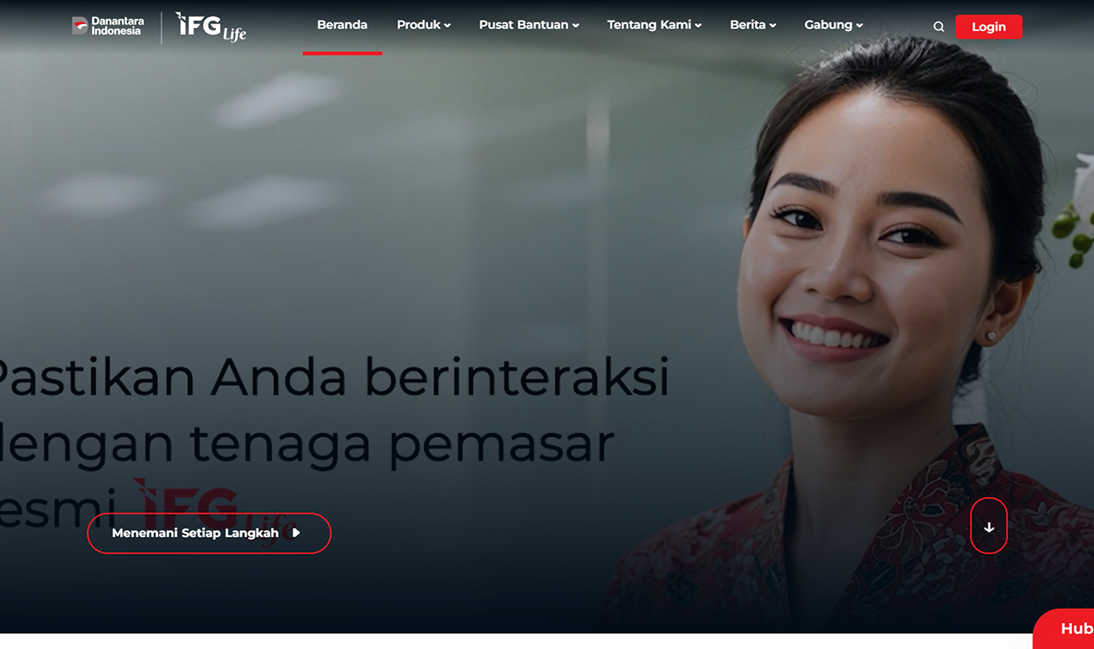 Danantara
Indonesia
IFG Life
Beranda
Produk
Pusat Bantuan
Tentang Kami
Berita
Gabung
Login
Pastikan Anda berinteraksi
dengan tenaga pemasar
resmi IFG Life
Menemani Setiap Langkah
Hub